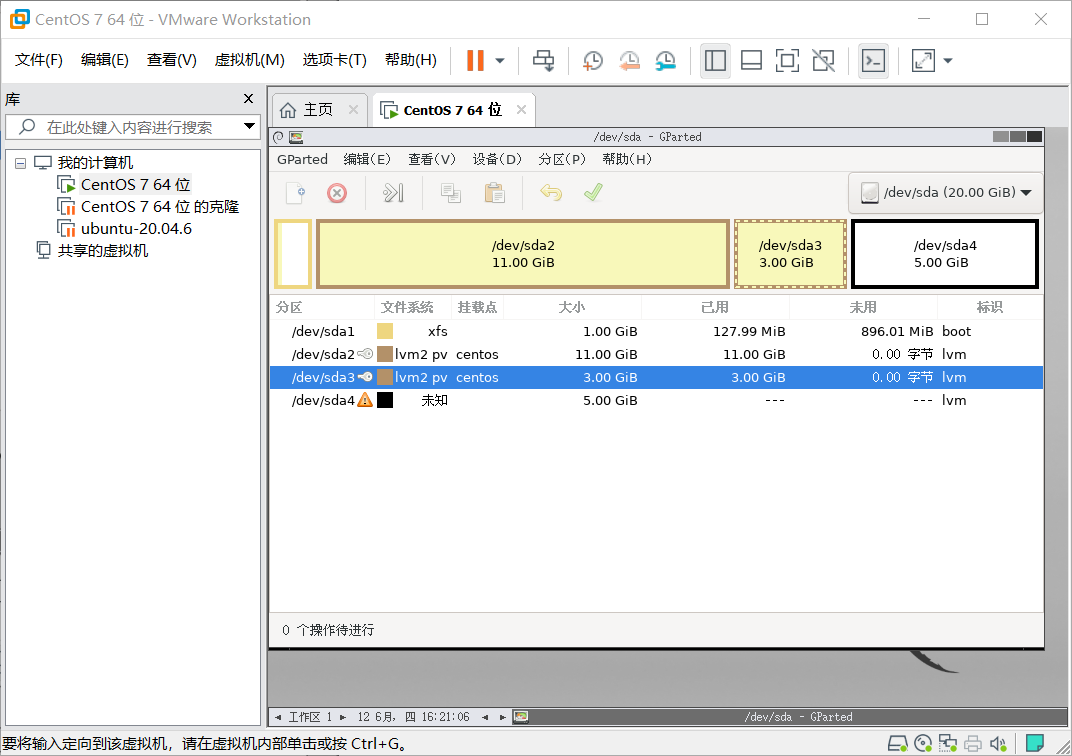 CentOS 7 64 位 - VMware Workstation
文件(F) 编辑(E) 查看(V) 虚拟机(M) 选项卡(T) 帮助(H)
库
在此处键入内容进行搜索
我的计算机
CentOS 7 64 位
CentOS 7 64 位 的克隆
ubuntu-20.04.6
共享的虚拟机
主页 CentOS 7 64 位
/dev/sda - GParted
GParted 编辑(E) 查看(V) 设备(D) 分区(P) 帮助(H)
/dev/sda (20.00 GiB)
/dev/sda2
11.00 GiB
/dev/sda3
3.00 GiB
/dev/sda4
5.00 GiB
分区 文件系统 挂载点 大小 已用 未用 标识
/dev/sda1 xfs 1.00 GiB 127.99 MiB 896.01 MiB boot
/dev/sda2 lvm2 pv centos 11.00 GiB 11.00 GiB 0.00 字节 lvm
/dev/sda3 lvm2 pv centos 3.00 GiB 3.00 GiB 0.00 字节 lvm
/dev/sda4 未知 5.00 GiB --- --- lvm
0 个操作待进行
工作区 1 12 6月, 四 16:21:06 /dev/sda - GParted
要将输入定向到该虚拟机，请在虚拟机内部单击或按 Ctrl+G。